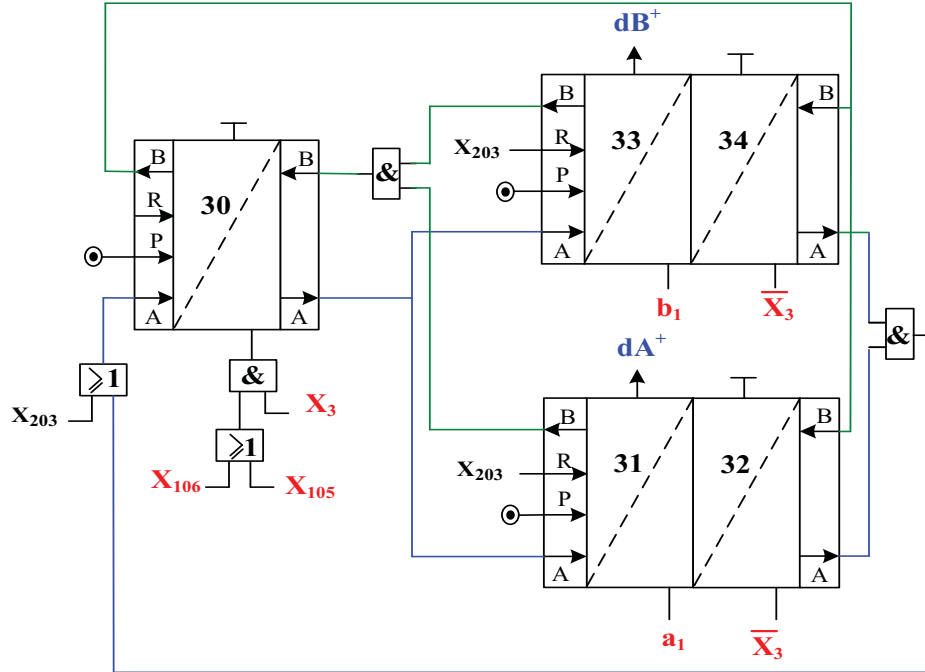 dB⁺
B
R
P
A
33
34
B
A
X₂₀₃
b₁
X̅₃
B
R
P
A
30
B
A
&
&
≥1
X₂₀₃
&
X₃
≥1
X₁₀₆
X₁₀₅
dA⁺
B
R
P
A
31
32
B
A
X₂₀₃
a₁
X̅₃